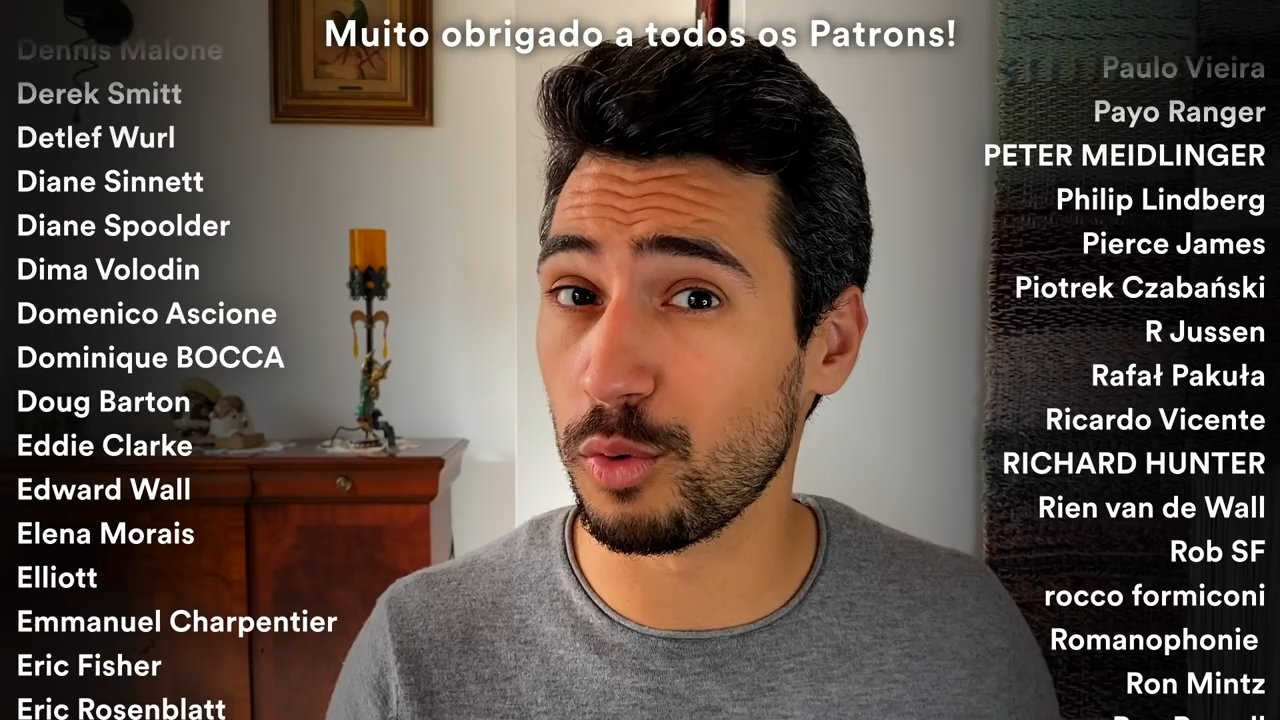 Muito obrigado a todos os Patrons!
Dennis Malone
Derek Smitt
Detlef Wurl
Diane Sinnett
Diane Spoolder
Dima Volodin
Domenico Ascione
Dominique BOCCA
Doug Barton
Eddie Clarke
Edward Wall
Elena Morais
Elliott
Emmanuel Charpentier
Eric Fisher
Eric Rosenblatt
Paulo Vieira
Payo Ranger
PETER MEIDLINGER
Philip Lindberg
Pierce James
Piotrek Czabański
R Jussen
Rafał Pakuła
Ricardo Vicente
RICHARD HUNTER
Rien van de Wall
Rob SF
rocco formiconi
Romanophonie
Ron Mintz